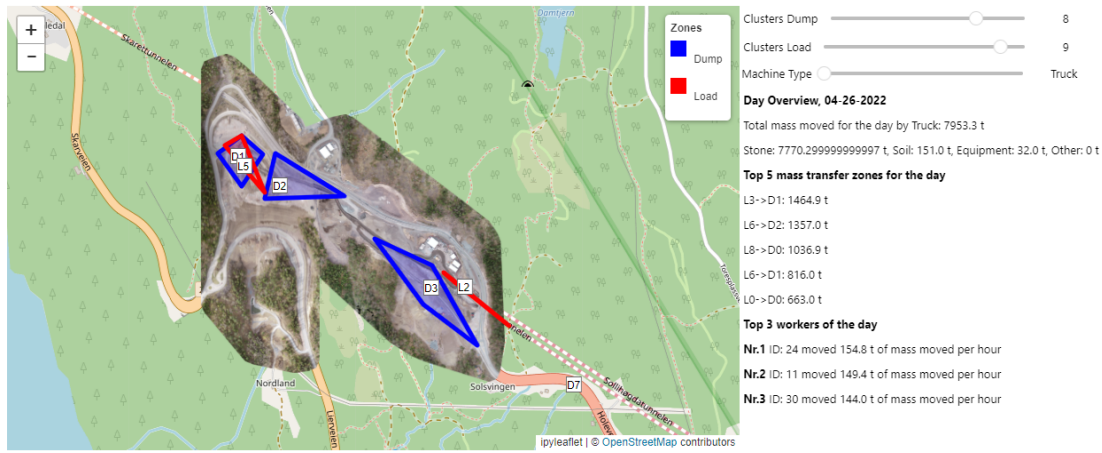 +
−
Skarettunnelen
Damtjern
Skarveien
Zones
Dump
Load
D1
L5
D2
D3
L2
D7
Nordland
Solsvingen
Lierveien
Sollihøgdatunnelen
ipyleaflet | © OpenStreetMap contributors
Clusters Dump 8
Clusters Load 9
Machine Type Truck
Day Overview, 04-26-2022
Total mass moved for the day by Truck: 7953.3 t
Stone: 7770.299999999997 t, Soil: 151.0 t, Equipment: 32.0 t, Other: 0 t
Top 5 mass transfer zones for the day
L3->D1: 1464.9 t
L6->D2: 1357.0 t
L8->D0: 1036.9 t
L6->D1: 816.0 t
L0->D0: 663.0 t
Top 3 workers of the day
Nr.1 ID: 24 moved 154.8 t of mass moved per hour
Nr.2 ID: 11 moved 149.4 t of mass moved per hour
Nr.3 ID: 30 moved 144.0 t of mass moved per hour